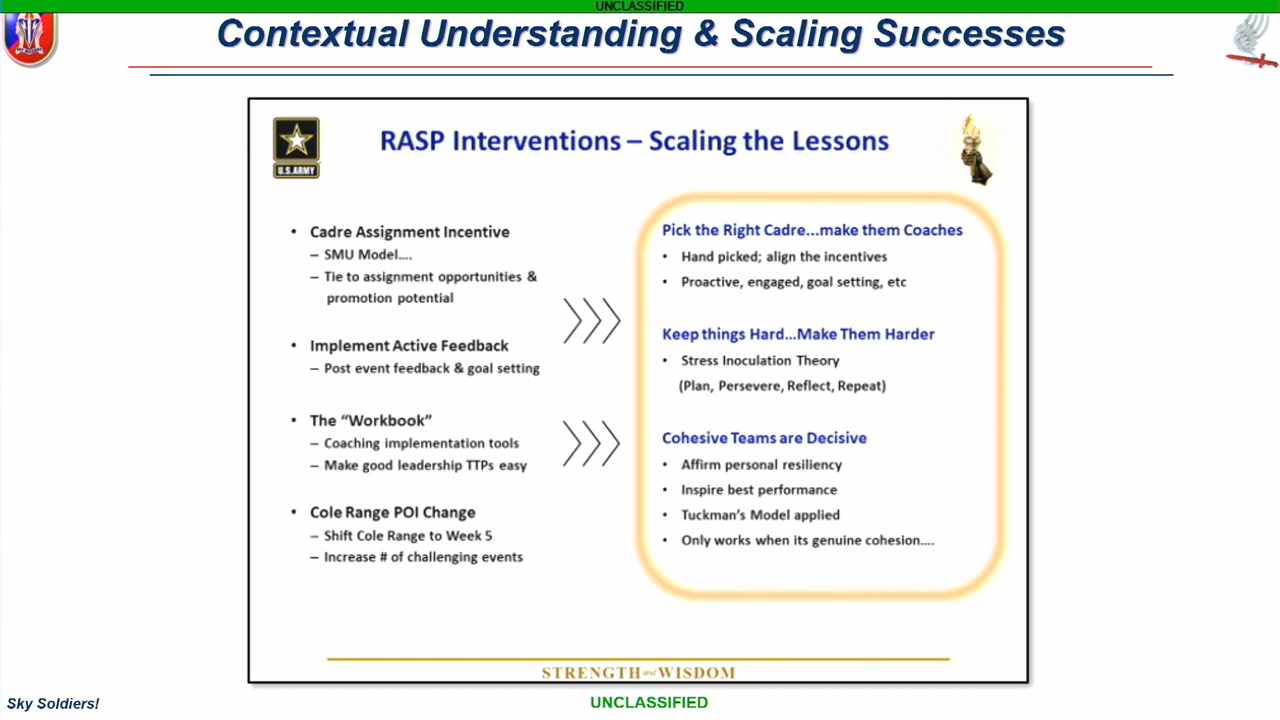 UNCLASSIFIED
Contextual Understanding & Scaling Successes
U.S.ARMY
RASP Interventions – Scaling the Lessons
• Cadre Assignment Incentive
– SMU Model....
– Tie to assignment opportunities &
promotion potential
• Implement Active Feedback
– Post event feedback & goal setting
• The “Workbook”
– Coaching implementation tools
– Make good leadership TTPs easy
• Cole Range POI Change
– Shift Cole Range to Week 5
– Increase # of challenging events
Pick the Right Cadre...make them Coaches
• Hand picked; align the incentives
• Proactive, engaged, goal setting, etc
Keep things Hard...Make Them Harder
• Stress Inoculation Theory
(Plan, Persevere, Reflect, Repeat)
Cohesive Teams are Decisive
• Affirm personal resiliency
• Inspire best performance
• Tuckman’s Model applied
• Only works when its genuine cohesion....
STRENGTH and WISDOM
Sky Soldiers!
UNCLASSIFIED